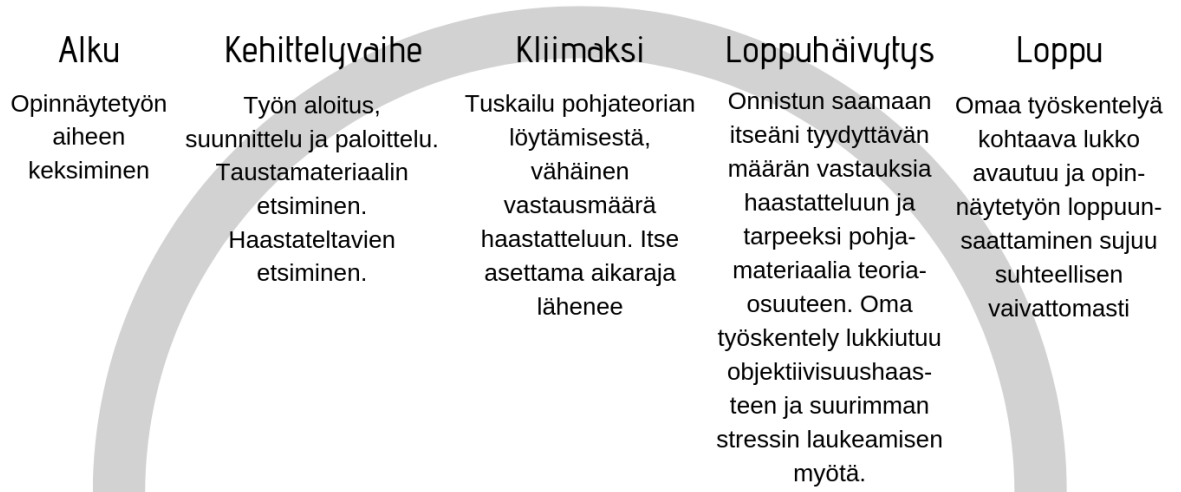 Alku
Opinnäytetyön
aiheen
keksiminen
Kehittelyvaihe
Työn aloitus,
suunnittelu ja paloittelu.
Taustamateriaalin
etsiminen.
Haastateltavien
etsiminen.
Kliimaksi
Tuskailu pohjateorian
löytämisestä,
vähäinen
vastausmäärä
haastatteluun. Itse
asettama aikaraja
lähenee
Loppuhäivytys
Onnistun saamaan
itseäni tyydyttävän
määrän vastauksia
haastatteluun ja
tarpeeksi pohja-
materiaalia teoria-
osuuteen. Oma
työskentely lukkiutuu
objektiivisuushaas-
teen ja suurimman
stressin laukeamisen
myötä.
Loppu
Omaa työskentelyä
kohtaava lukko
avautuu ja opin-
näytetyön loppuun-
saattaminen sujuu
suhteellisen
vaivattomasti